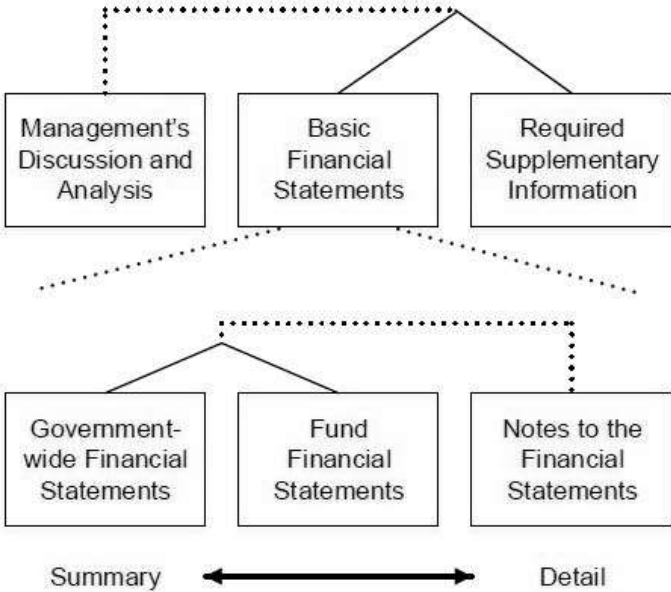 Management's
Discussion and
Analysis
Basic
Financial
Statements
Required
Supplementary
Information
Government-
wide Financial
Statements
Fund
Financial
Statements
Notes to the
Financial
Statements
Summary
Detail